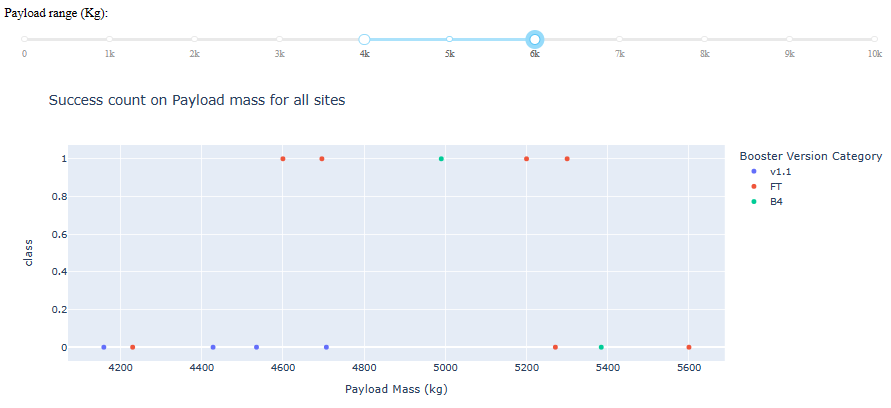 Payload range (Kg):
0 1k 2k 3k 4k 5k 6k 7k 8k 9k 10k
Success count on Payload mass for all sites
Booster Version Category
v1.1
FT
B4
class
1
0.8
0.6
0.4
0.2
0
4200 4400 4600 4800 5000 5200 5400 5600
Payload Mass (kg)